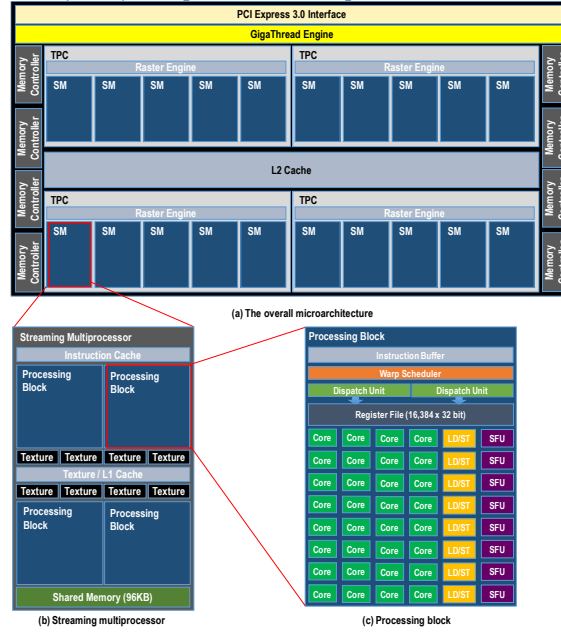 PCI Express 3.0 Interface
GigaThread Engine
Memory Controller
Memory Controller
Memory Controller
Memory Controller
TPC
Raster Engine
SM SM SM SM SM
TPC
Raster Engine
SM SM SM SM SM
L2 Cache
TPC
Raster Engine
SM SM SM SM SM
TPC
Raster Engine
SM SM SM SM SM
Memory Controller
Memory Controller
Memory Controller
Memory Controller
(a) The overall microarchitecture
Streaming Multiprocessor
Instruction Cache
Processing Block
Processing Block
Texture Texture Texture Texture
Texture / L1 Cache
Texture Texture Texture Texture
Processing Block
Processing Block
Shared Memory (96KB)
(b) Streaming multiprocessor
Processing Block
Instruction Buffer
Warp Scheduler
Dispatch Unit Dispatch Unit
Register File (16,384 x 32 bit)
Core Core Core Core LD/ST SFU
Core Core Core Core LD/ST SFU
Core Core Core Core LD/ST SFU
Core Core Core Core LD/ST SFU
Core Core Core Core LD/ST SFU
Core Core Core Core LD/ST SFU
Core Core Core Core LD/ST SFU
Core Core Core Core LD/ST SFU
(c) Processing block